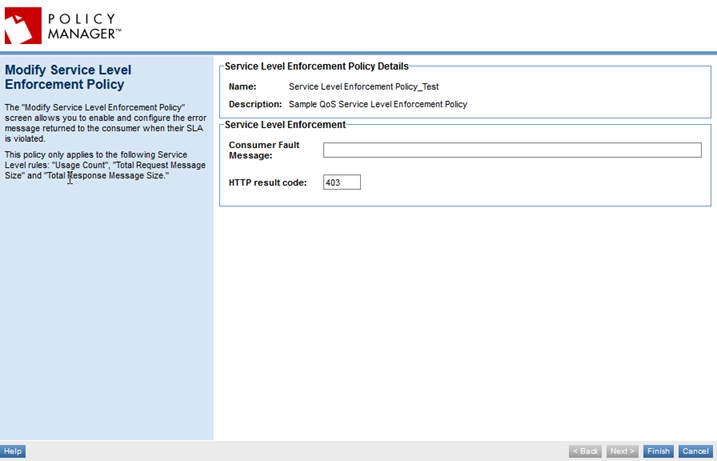 POLICY
MANAGER™
Modify Service Level
Enforcement Policy
The "Modify Service Level Enforcement Policy"
screen allows you to enable and configure the error
message returned to the consumer when their SLA
is violated.
This policy only applies to the following Service
Level rules: "Usage Count", "Total Request Message
Size" and "Total Response Message Size."
Service Level Enforcement Policy Details
Name: Service Level Enforcement Policy_Test
Description: Sample QoS Service Level Enforcement Policy
Service Level Enforcement
Consumer Fault
Message:
HTTP result code: 403
Help < Back Next > Finish Cancel